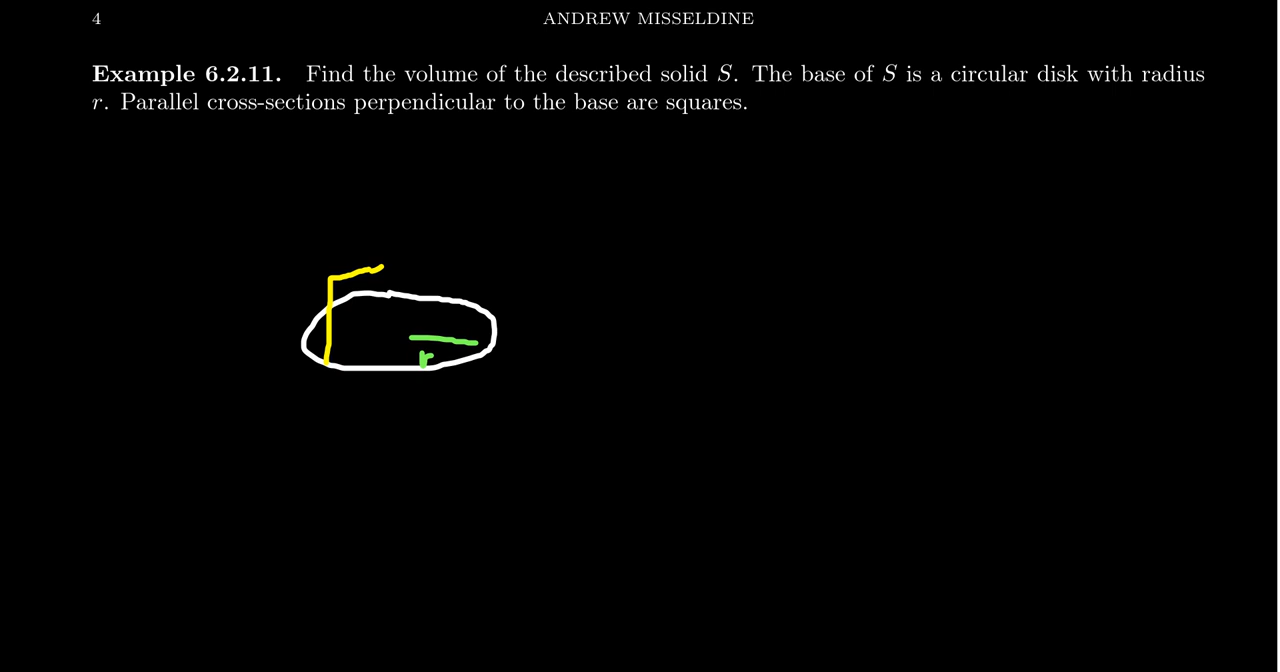 4 ANDREW MISSELDINE
Example 6.2.11. Find the volume of the described solid S. The base of S is a circular disk with radius
r. Parallel cross-sections perpendicular to the base are squares.
r